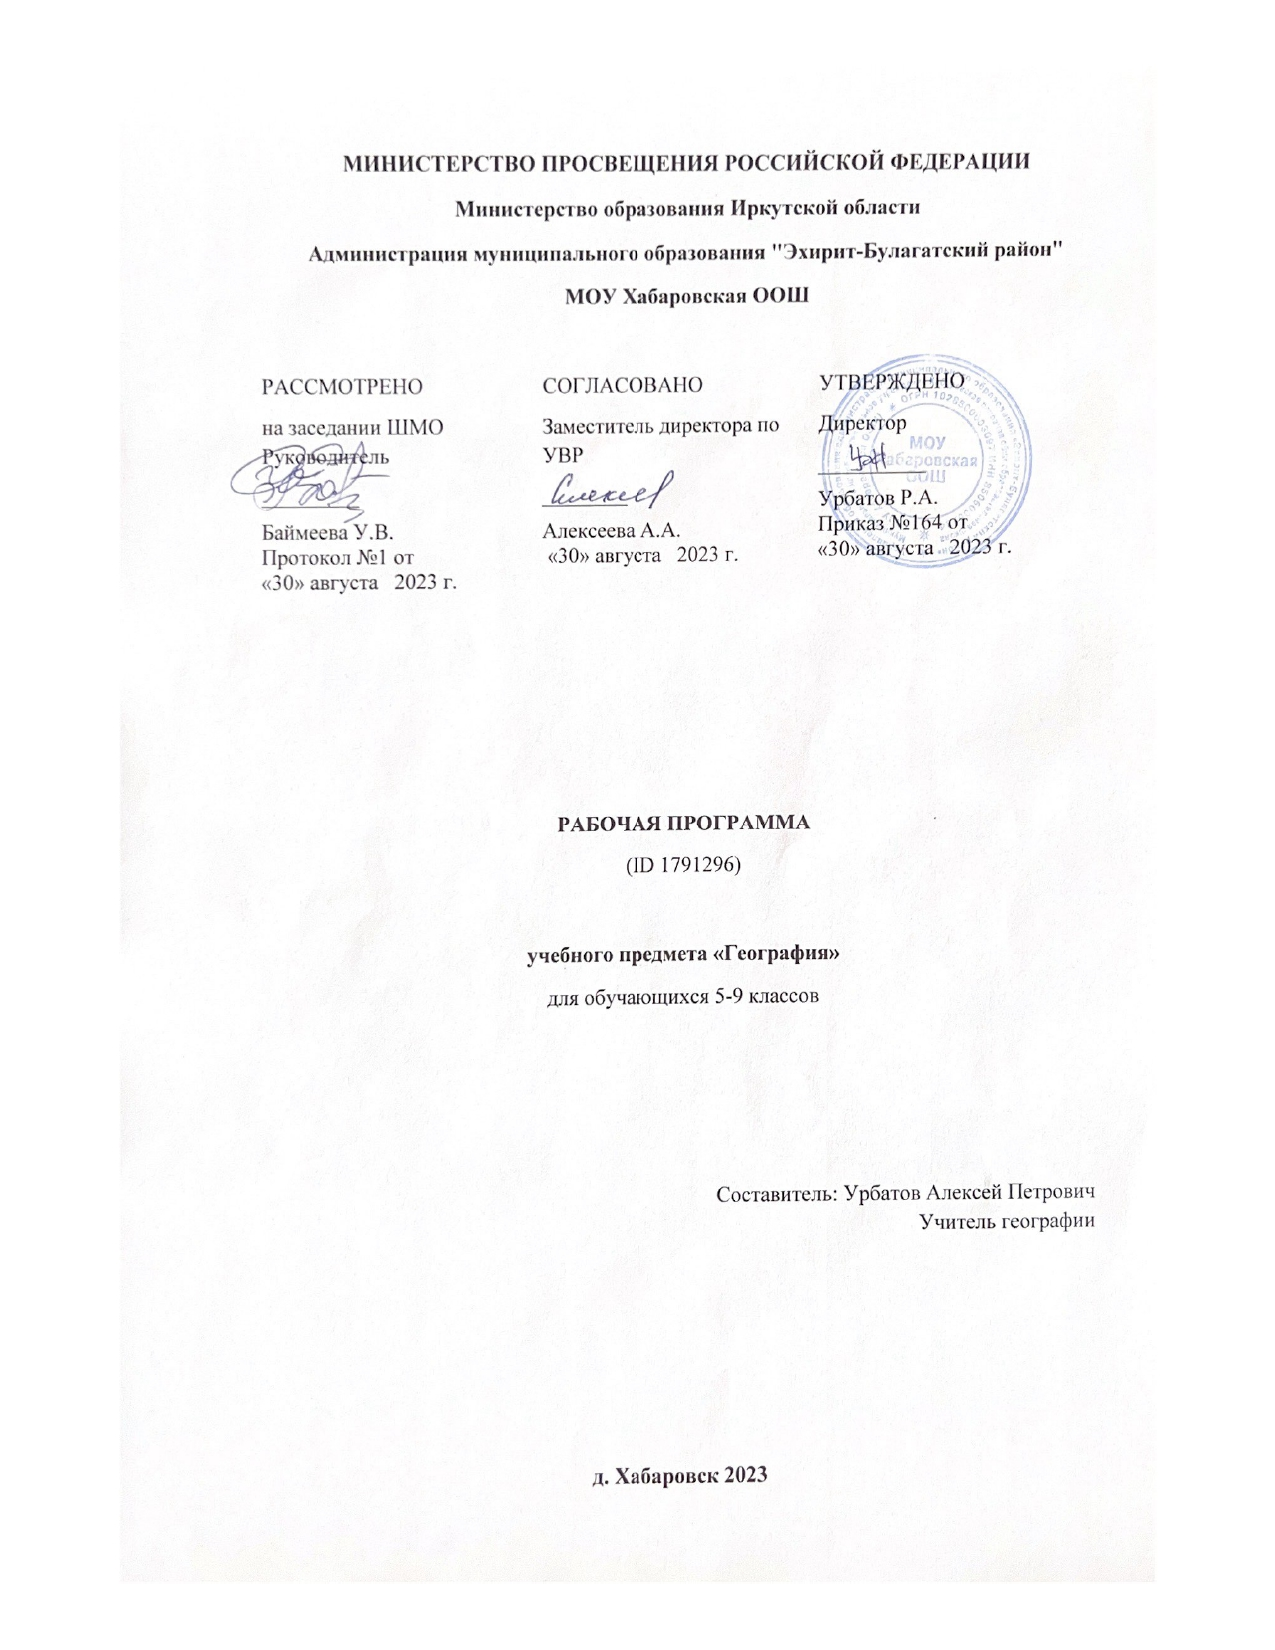 МИНИСТЕРСТВО ПРОСВЕЩЕНИЯ РОССИЙСКОЙ ФЕДЕРАЦИИ
Министерство образования Иркутской области
Администрация муниципального образования "Эхирит-Булагатский район"
МОУ Хабаровская ООШ
РАССМОТРЕНО
на заседании ШМО
Руководитель
Баймеева У.В.
Протокол №1 от
«30» августа 2023 г.
СОГЛАСОВАНО
Заместитель директора по
УВР
Алексеева А.А.
«30» августа 2023 г.
УТВЕРЖДЕНО
Директор
МОУ
Хабаровская
ООШ
Урбатов Р.А.
Приказ №164 от
«30» августа 2023 г.
РАБОЧАЯ ПРОГРАММА
(ID 1791296)
учебного предмета «География»
для обучающихся 5-9 классов
Составитель: Урбатов Алексей Петрович
Учитель географии
д. Хабаровск 2023